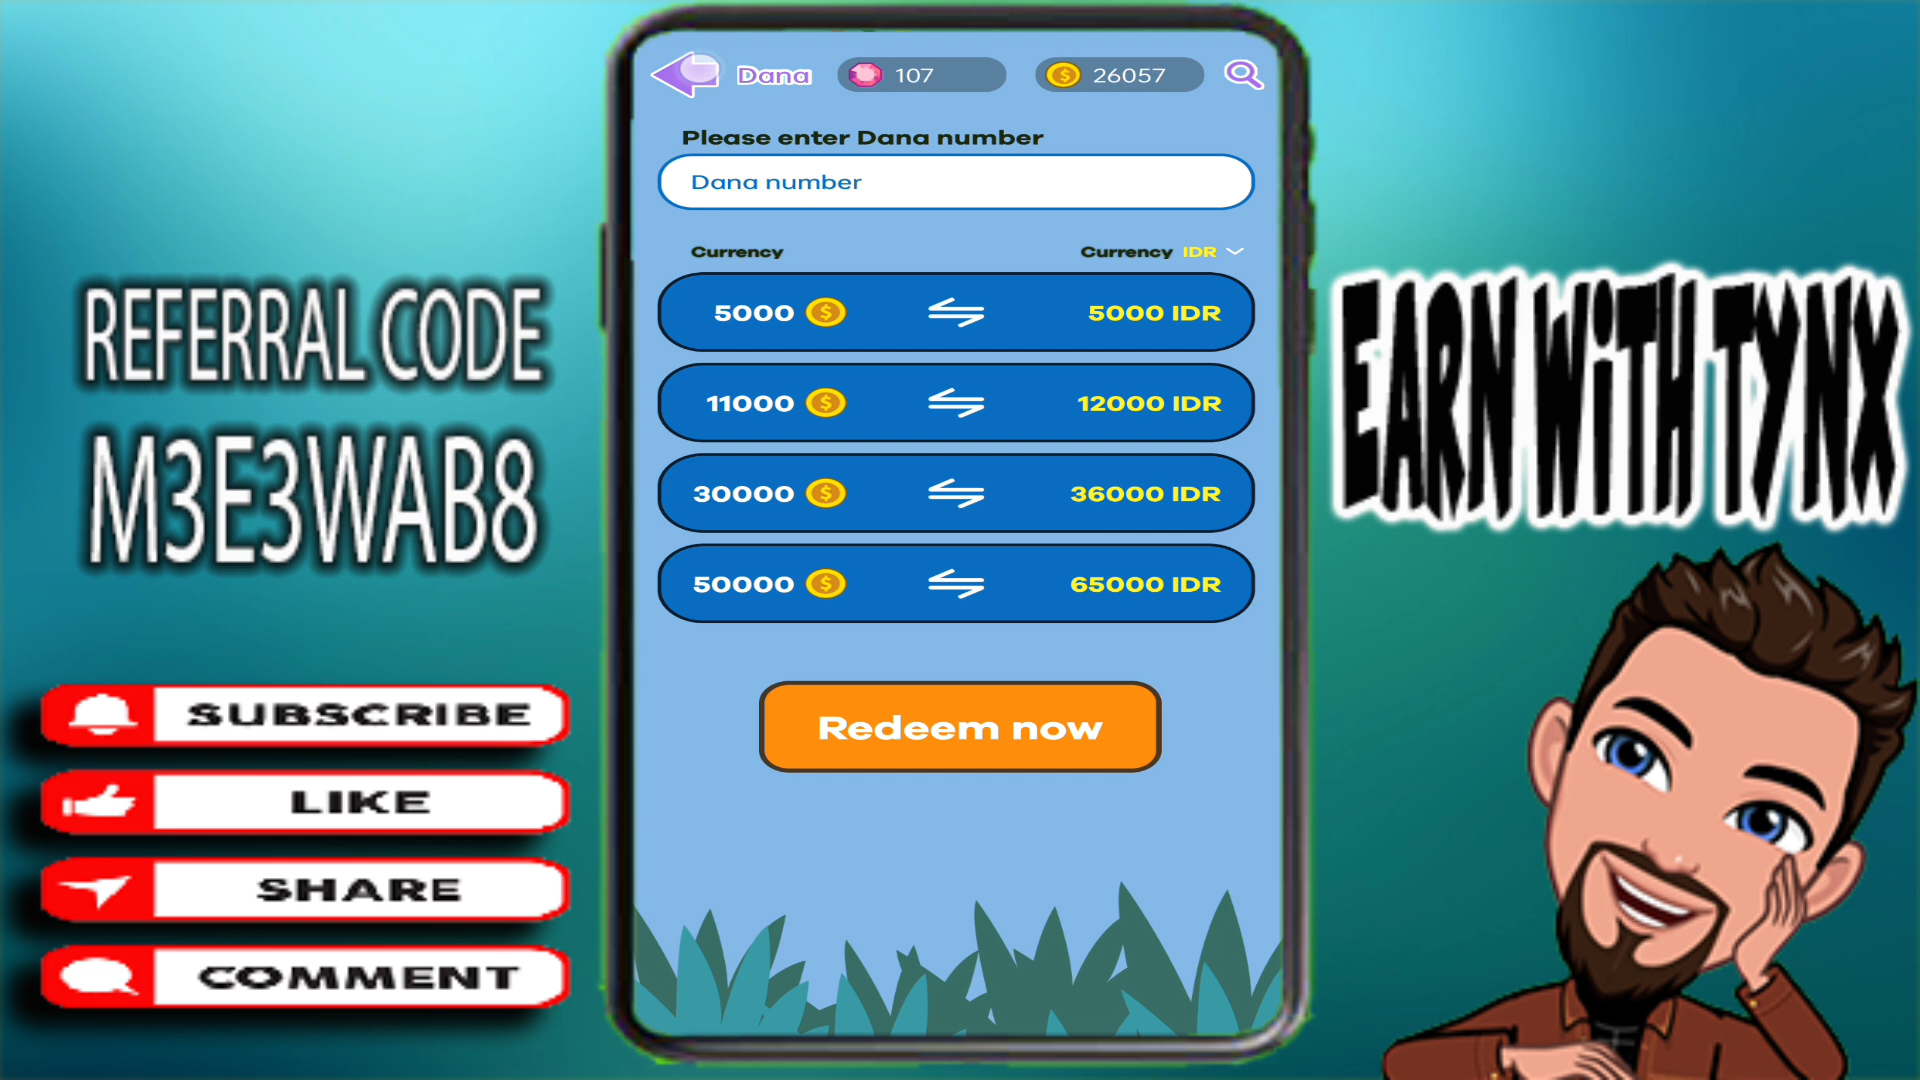 REFERRAL CODE
M3E3WAB8
SUBSCRIBE
LIKE
SHARE
COMMENT
Dana
107
26057
Please enter Dana number
Dana number
Currency
Currency IDR
5000 5000 IDR
11000 12000 IDR
30000 36000 IDR
50000 65000 IDR
Redeem now
EARN WiTH TYNX